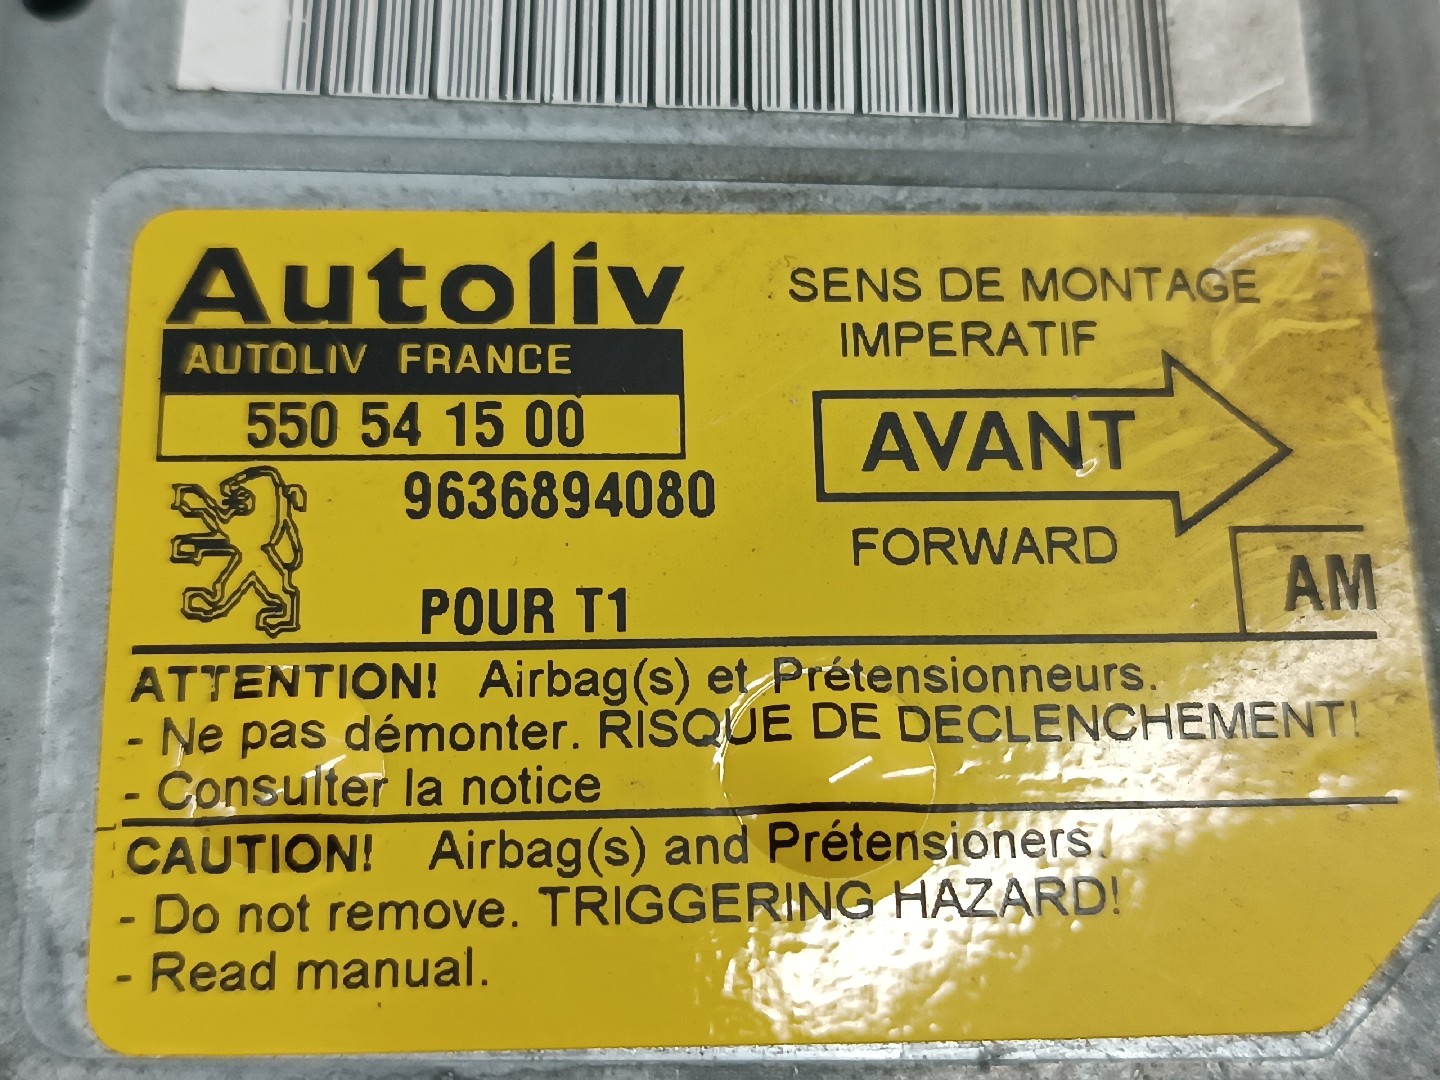 Autoliv
AUTOLIV FRANCE
550 54 15 00
9636894080
POUR T1
SENS DE MONTAGE
IMPERATIF
AVANT
FORWARD
AM
ATTENTION! Airbag(s) et Prétensionneurs.
- Ne pas démonter. RISQUE DE DECLENCHEMENT!
- Consulter la notice
CAUTION! Airbag(s) and Prétensioners.
- Do not remove. TRIGGERING HAZARD!
- Read manual.